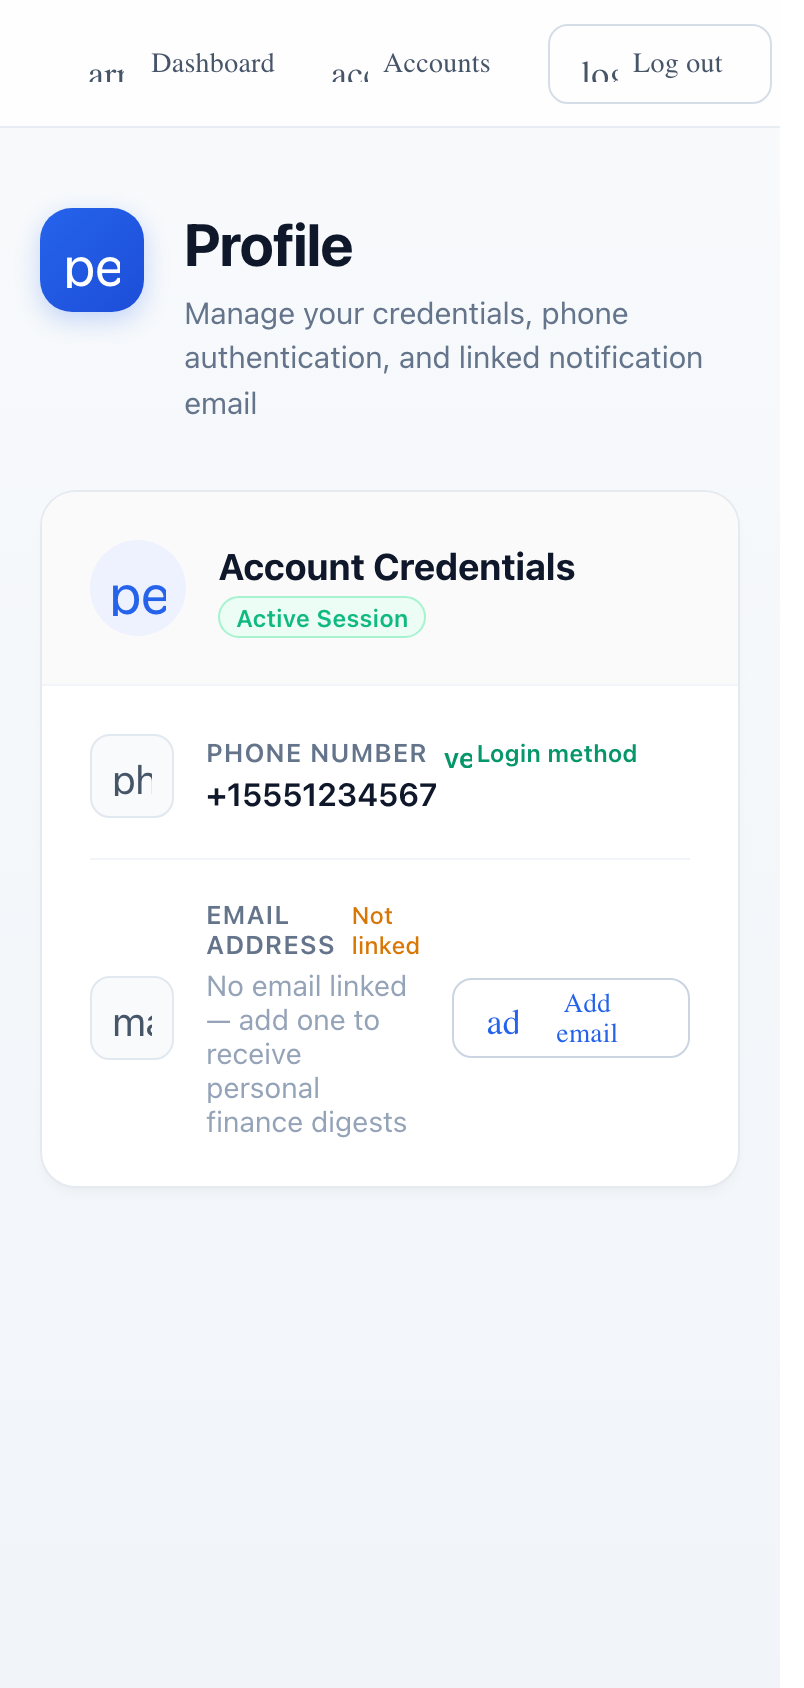 Dashboard
Accounts
Log out
pe
Profile
Manage your credentials, phone
authentication, and linked notification
email
pe
Account Credentials
Active Session
ph
PHONE NUMBER ve Login method
+15551234567
EMAIL
ADDRESS
Not
linked
No email linked
— add one to
receive
personal
finance digests
ad
Add
email